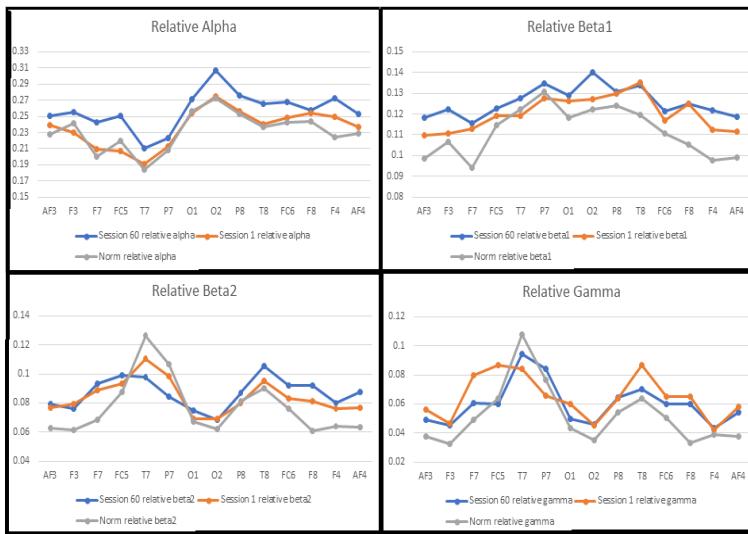 Relative Alpha
0.33
0.31
0.29
0.27
0.25
0.23
0.21
0.19
0.17
0.15
AF3 F3 F7 FC5 T7 P7 O1 O2 P8 T8 FC6 F8 F4 AF4
Session 60 relative alpha Session 1 relative alpha
Norm relative alpha
Relative Beta1
0.15
0.14
0.13
0.12
0.11
0.1
0.09
0.08
AF3 F3 F7 FC5 T7 P7 O1 O2 P8 T8 FC6 F8 F4 AF4
Session 60 relative beta1 Session 1 relative beta1
Norm relative beta1
Relative Beta2
0.14
0.12
0.1
0.08
0.06
0.04
AF3 F3 F7 FC5 T7 P7 O1 O2 P8 T8 FC6 F8 F4 AF4
Session 60 relative beta2 Session 1 relative beta2
Norm relative beta2
Relative Gamma
0.12
0.1
0.08
0.06
0.04
0.02
AF3 F3 F7 FC5 T7 P7 O1 O2 P8 T8 FC6 F8 F4 AF4
Session 60 relative gamma Session 1 relative gamma
Norm relative gamma